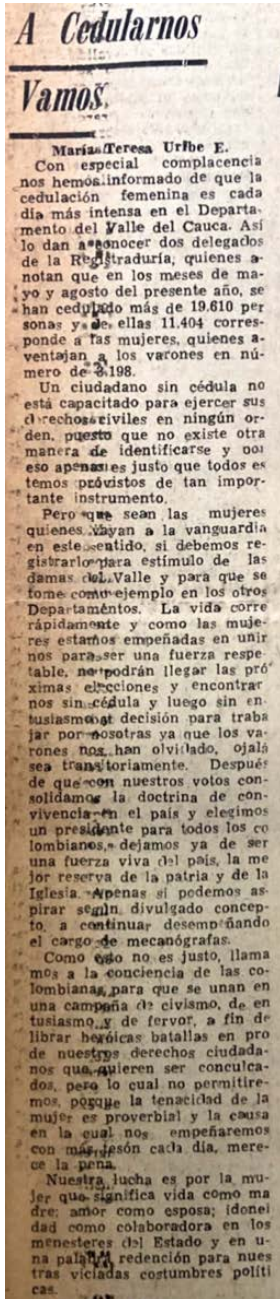 A Cedularnos
Vamos
María Teresa Uribe E.
Con especial complacencia
nos hemos informado de que la
cedulación femenina es cada
día más intensa en el Departa-
mento del Valle del Cauca. Así
lo dan a conocer dos delegados
de la Registraduría, quienes a-
notan que en los meses de ma-
yo y agosto del presente año, se
han cedulado más de 19.610 per
sonas y de ellas 11.404 corres-
ponde a las mujeres, quienes a-
ventajan a los varones en nú-
mero de 3.198.
Un ciudadano sin cédula no
está capacitado para ejercer sus
derechos civiles en ningún or-
den, puesto que no existe otra
manera de identificarse y por
eso apenas es justo que todos es
temos próvistos de tan impor-
tante instrumento.
Pero que sean las mujeres
quienes vayan a la vanguardia
en este sentido, si debemos re-
gistrarlo para estímulo de las
damas del Valle y para que se
tome como ejemplo en los otros
Departamentos. La vida corre
rápidamente y como las muje-
res estamos empeñadas en unir
nos para ser una fuerza respe-
table, no podrán llegar las pró
ximas elecciones y encontrar
nos sin cédula y luego sin en-
tusiasmo ni decisión para traba
jar por nosotras ya que los va-
rones nos han olvidado, ojalá
sea transitoriamente. Después
de que con nuestros votos con-
solidamos la doctrina de con-
vivencia en el país y elegimos
un presidente para todos los co
lombianos, dejamos ya de ser
una fuerza viva del país, la me
jor reserva de la patria y de la
Iglesia. Apenas si podemos as-
pirar según divulgado concep-
to, a continuar desempeñando
el cargo de mecanógrafas.
Como esto no es justo, llama
mos a la conciencia de las co-
lombianas para que se unan en
una campaña de civismo, de en
tusiasmo y de fervor, a fin de
librar heróicas batallas en pro
de nuestros derechos ciudada-
nos que quieren ser conculca-
dos, pero lo cual no permitire-
mos, porque la tenacidad de la
mujer es proverbial y la causa
en la cual nos empeñaremos
con más tesón cada día, mere-
ce la pena.
Nuestra lucha es por la mu-
jer que significa vida como ma
dre; amor como esposa; idonei
dad como colaboradora en los
menesteres del Estado y en u-
na palabra redención para nues
tras viciadas costumbres políti
cas.